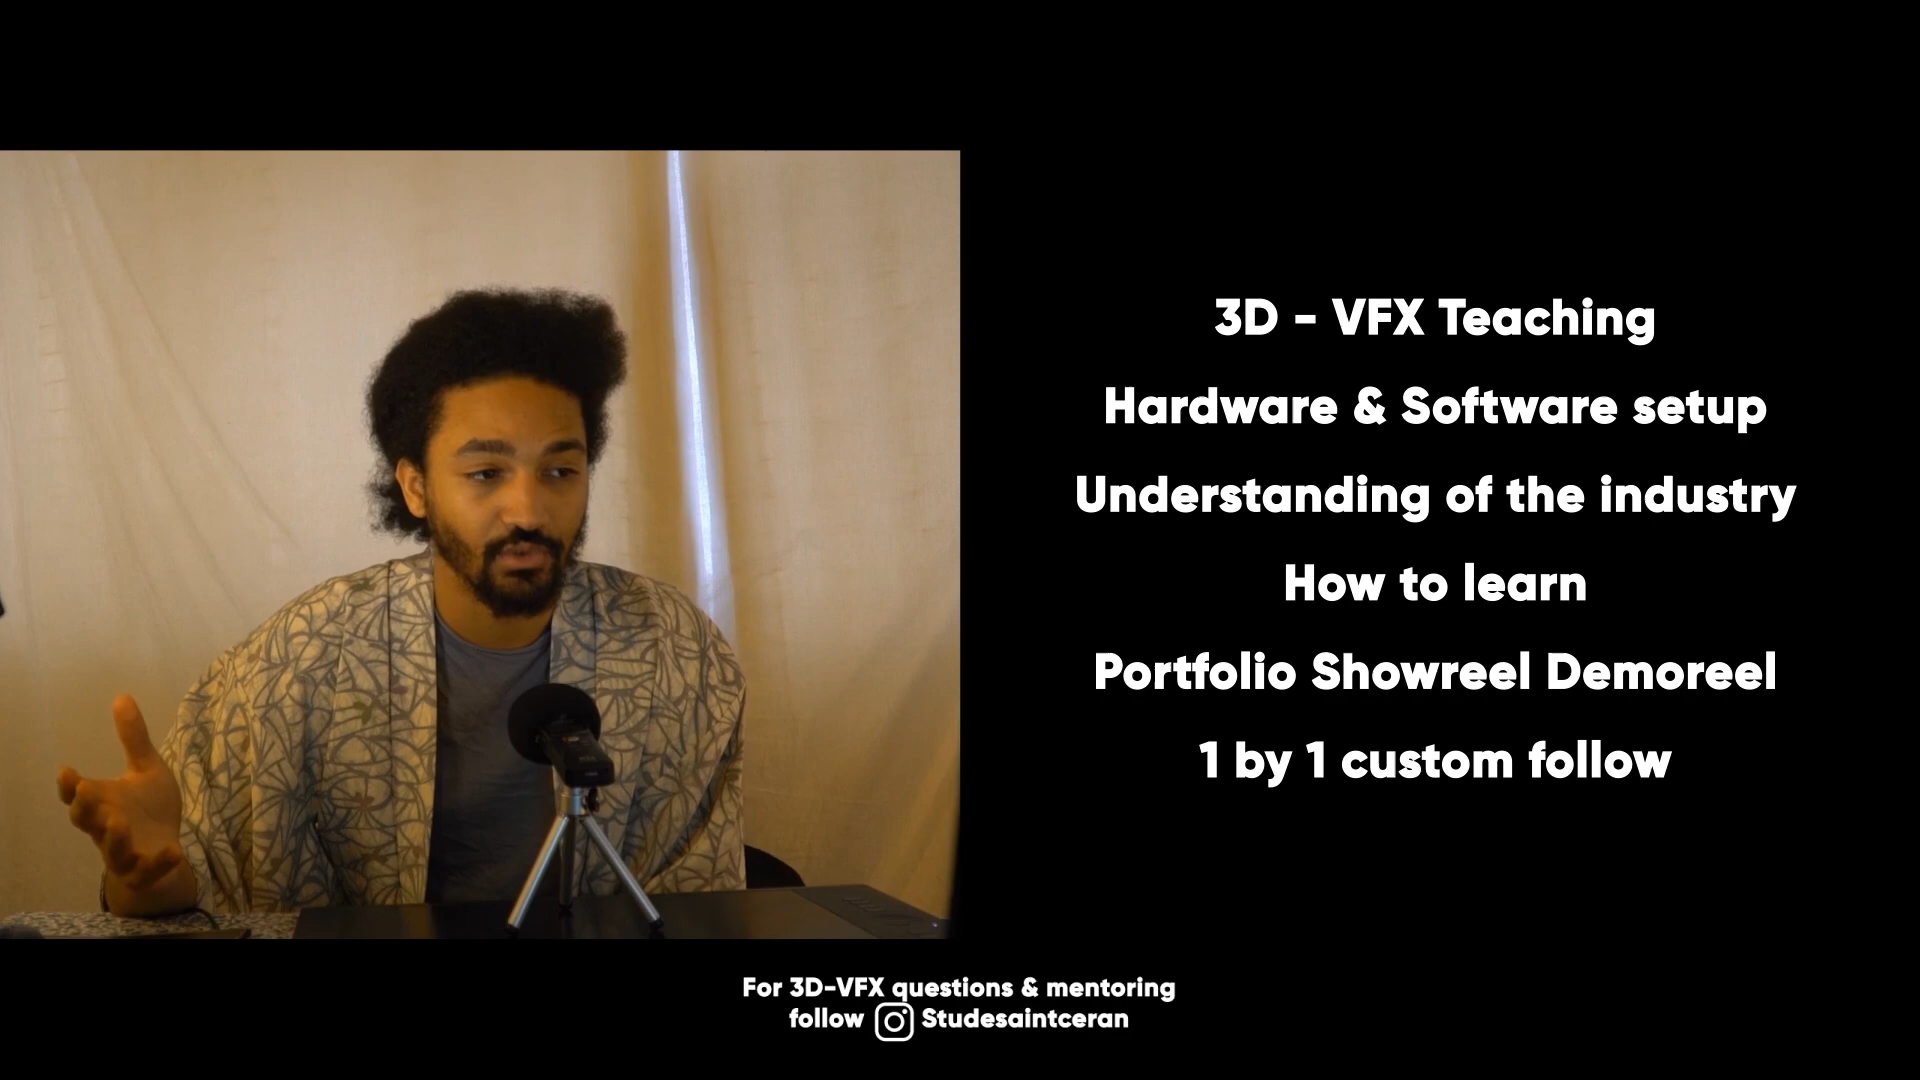 3D - VFX Teaching
Hardware & Software setup
Understanding of the industry
How to learn
Portfolio Showreel Demoreel
1 by 1 custom follow
For 3D-VFX questions & mentoring
follow Studesaintceran